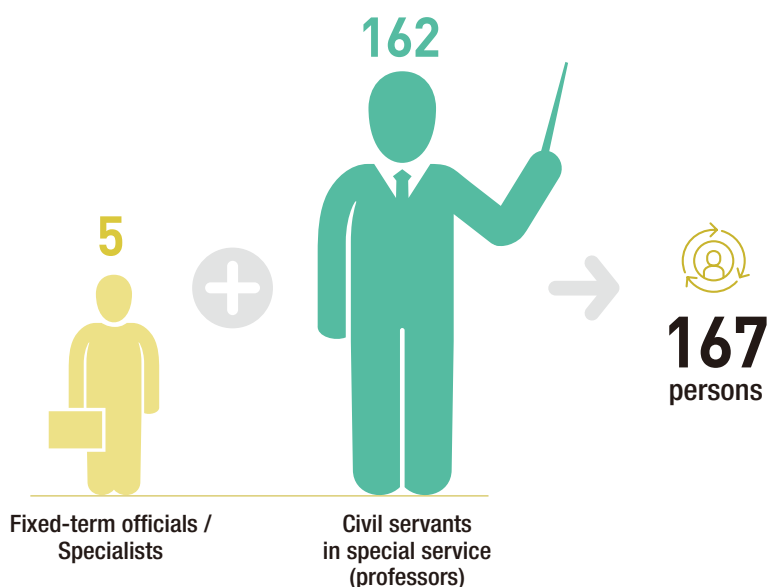 162
5
167
persons
Fixed-term officials /
Specialists
Civil servants
in special service
(professors)